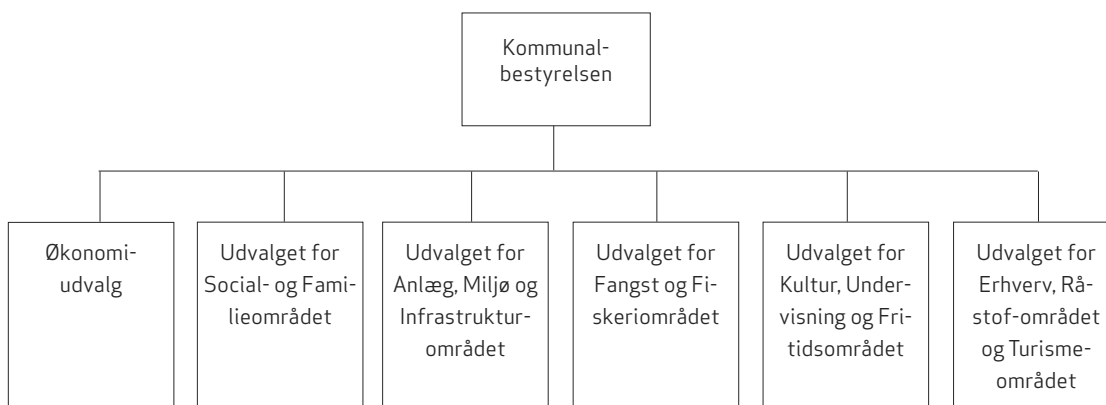 Kommunal-
bestyrelsen
Økonomi-
udvalg
Udvalget for
Social- og Fami-
lieområdet
Udvalget for
Anlæg, Miljø og
Infrastruktur-
området
Udvalget for
Fangst og Fi-
skeriområdet
Udvalget for
Kultur, Under-
visning og Fri-
tidsområdet
Udvalget for
Erhverv, Rå-
stof-området
og Turisme-
området